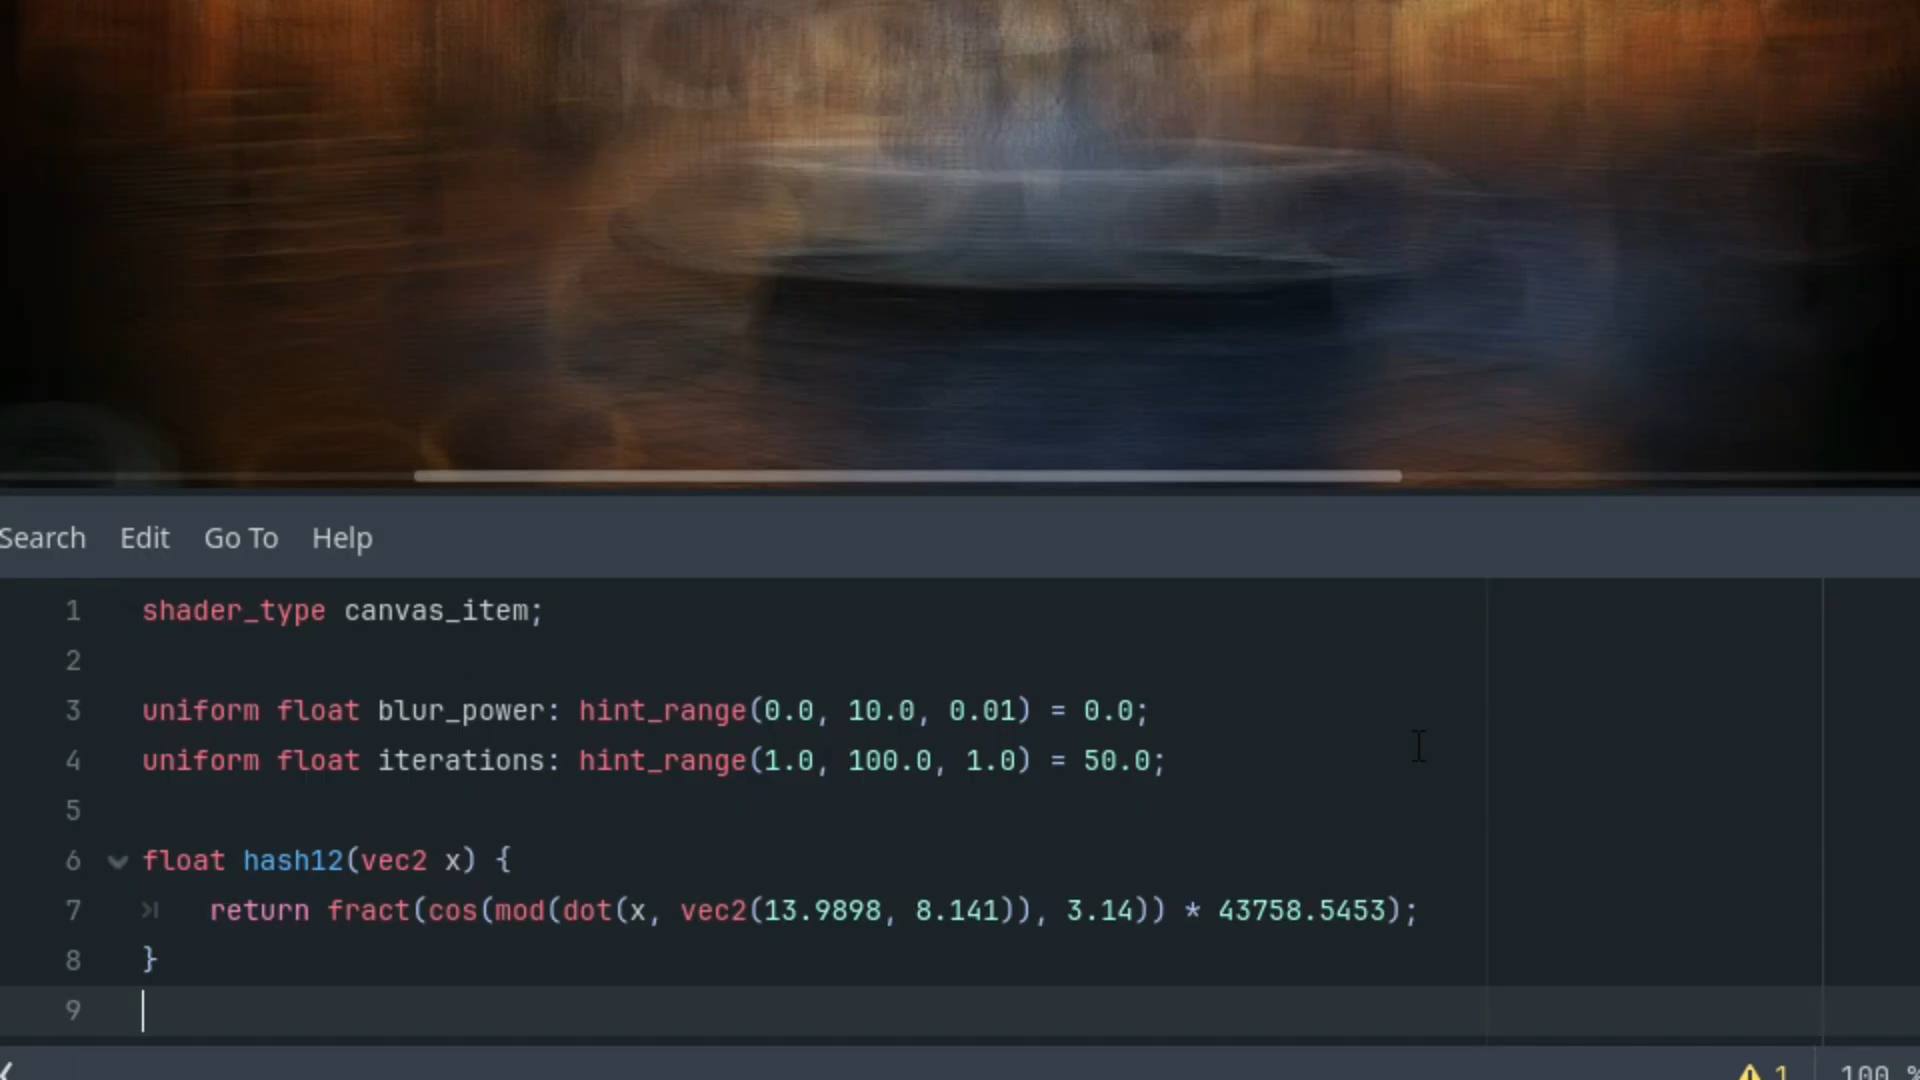 Search Edit Go To Help
1 shader_type canvas_item;
2
3 uniform float blur_power: hint_range(0.0, 10.0, 0.01) = 0.0;
4 uniform float iterations: hint_range(1.0, 100.0, 1.0) = 50.0;
5
6 float hash12(vec2 x) {
7 return fract(cos(mod(dot(x, vec2(13.9898, 8.141)), 3.14)) * 43758.5453);
8 }
9
1 100 %